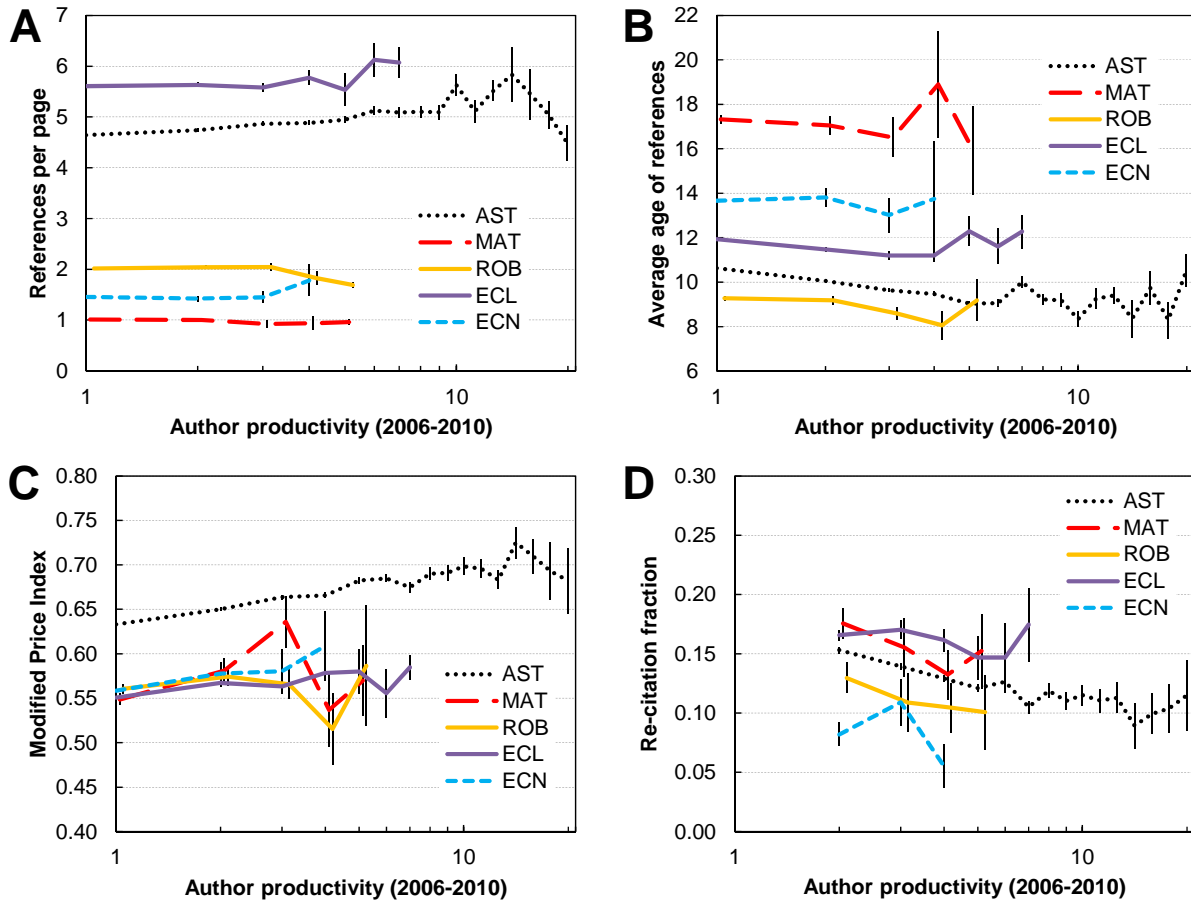 A
References per page
7
6
5
4
3
2
1
0
AST
MAT
ROB
ECL
ECN
1
10
Author productivity (2006-2010)
B
Average age of references
22
20
18
16
14
12
10
8
6
AST
MAT
ROB
ECL
ECN
1
10
Author productivity (2006-2010)
C
Modified Price Index
0.80
0.75
0.70
0.65
0.60
0.55
0.50
0.45
0.40
AST
MAT
ROB
ECL
ECN
1
10
Author productivity (2006-2010)
D
Re-citation fraction
0.30
0.25
0.20
0.15
0.10
0.05
0.00
AST
MAT
ROB
ECL
ECN
1
10
Author productivity (2006-2010)